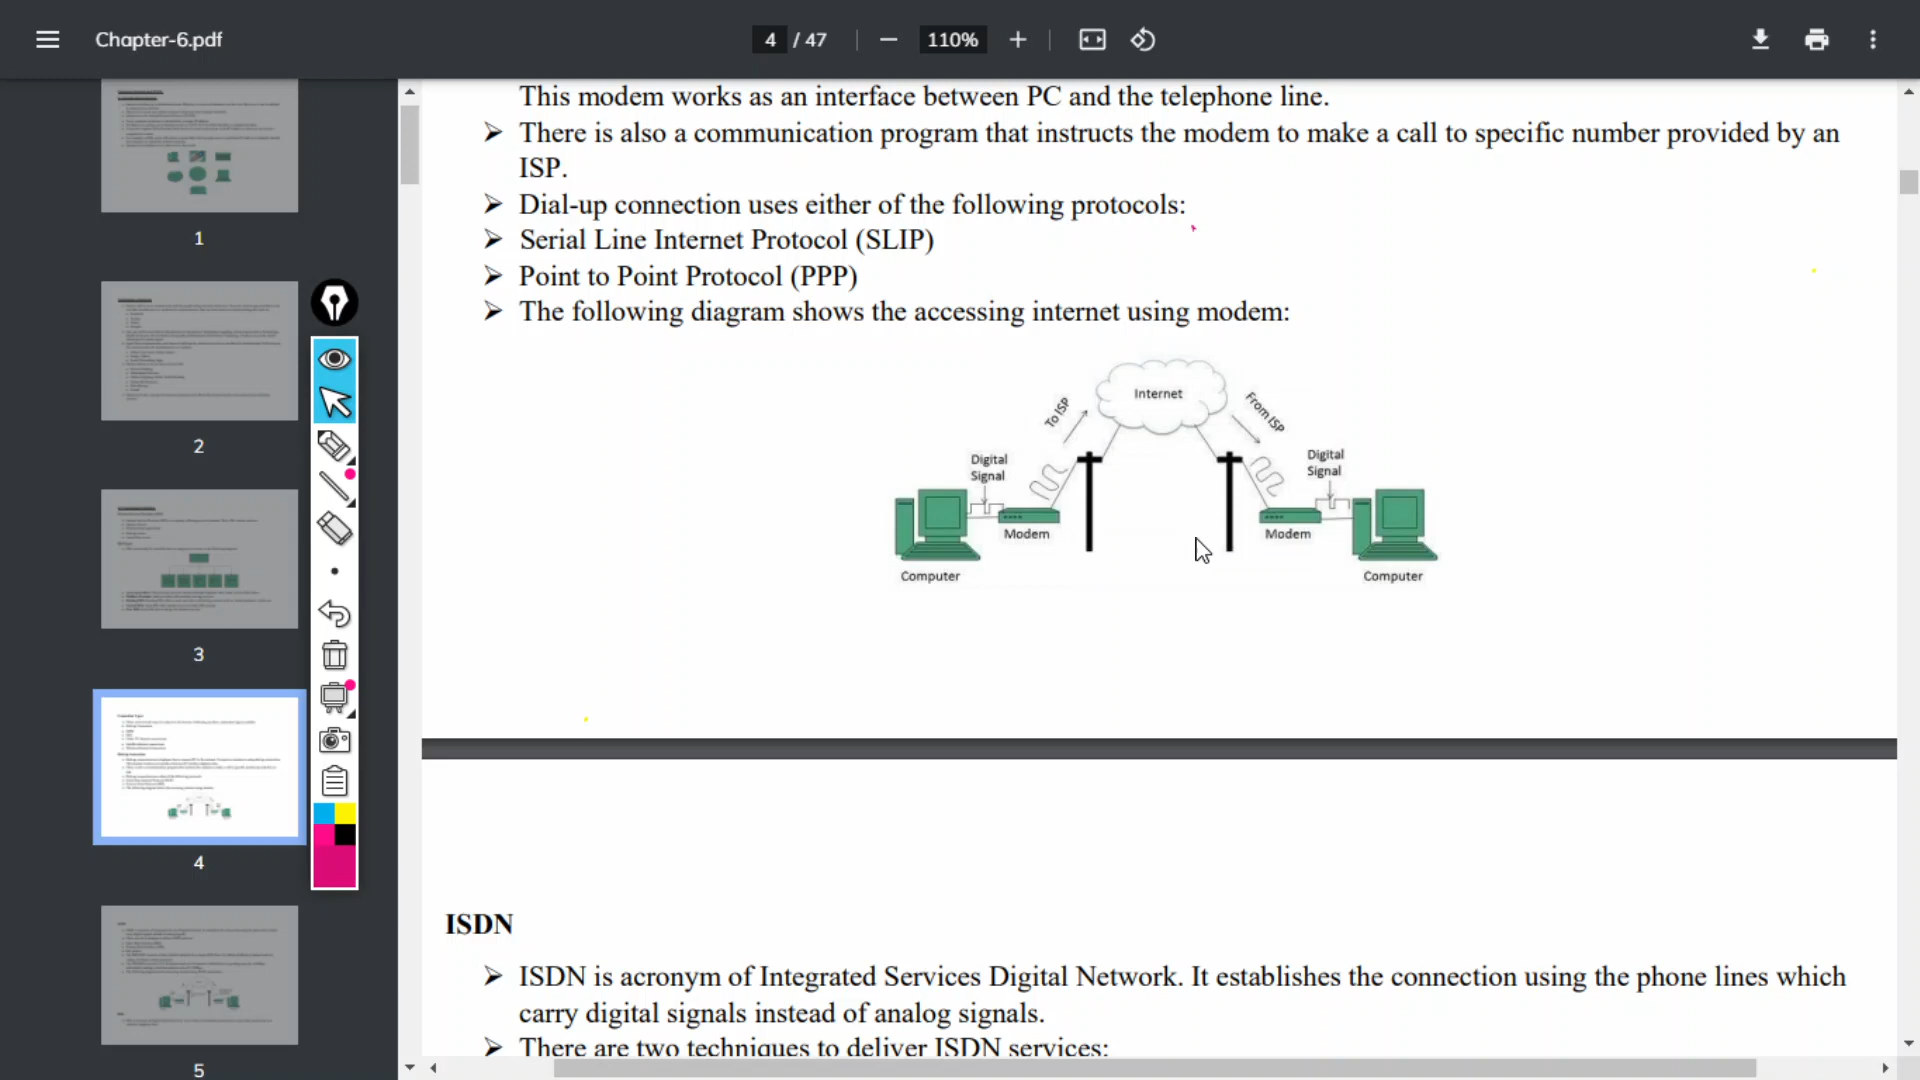 Chapter-6.pdf
4 / 47
110%
1
2
3
4
5
This modem works as an interface between PC and the telephone line.
➢ There is also a communication program that instructs the modem to make a call to specific number provided by an
ISP.
➢ Dial-up connection uses either of the following protocols:
➢ Serial Line Internet Protocol (SLIP)
➢ Point to Point Protocol (PPP)
➢ The following diagram shows the accessing internet using modem:
Internet
To ISP
From ISP
Digital
Signal
Digital
Signal
Modem
Modem
Computer
Computer
ISDN
➢ ISDN is acronym of Integrated Services Digital Network. It establishes the connection using the phone lines which
carry digital signals instead of analog signals.
➢ There are two techniques to deliver ISDN services: